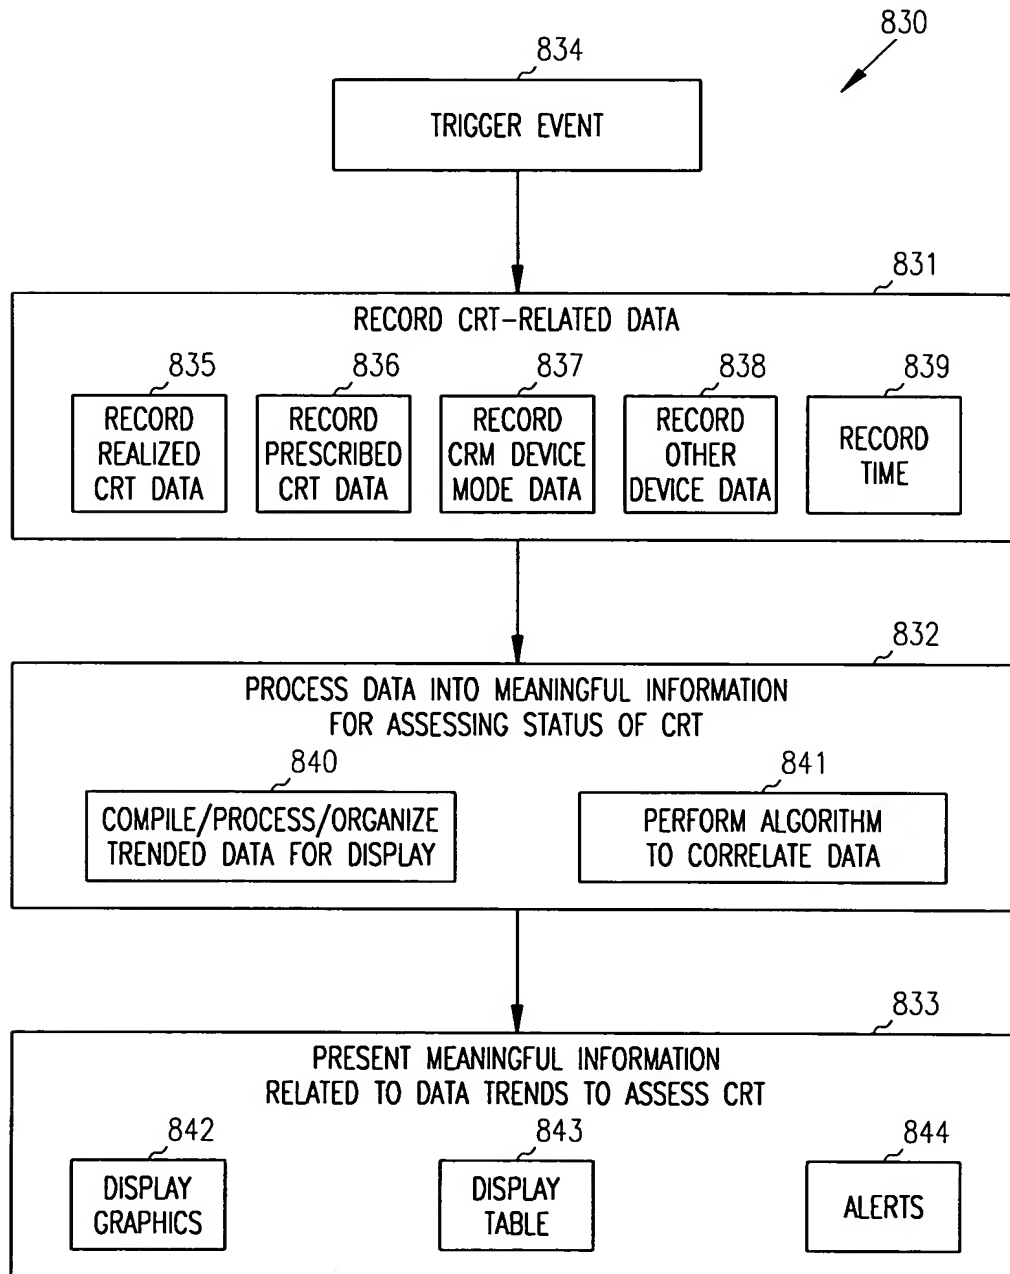 830
834
TRIGGER EVENT
831
RECORD CRT-RELATED DATA
835
RECORD
REALIZED
CRT DATA
836
RECORD
PRESCRIBED
CRT DATA
837
RECORD
CRM DEVICE
MODE DATA
838
RECORD
OTHER
DEVICE DATA
839
RECORD
TIME
832
PROCESS DATA INTO MEANINGFUL INFORMATION
FOR ASSESSING STATUS OF CRT
840
COMPILE/PROCESS/ORGANIZE
TRENDED DATA FOR DISPLAY
841
PERFORM ALGORITHM
TO CORRELATE DATA
833
PRESENT MEANINGFUL INFORMATION
RELATED TO DATA TRENDS TO ASSESS CRT
842
DISPLAY
GRAPHICS
843
DISPLAY
TABLE
844
ALERTS